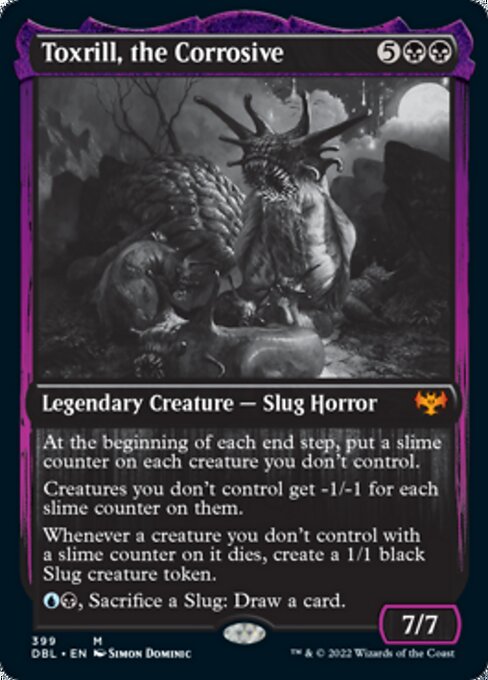 Toxrill, the Corrosive 5
Legendary Creature — Slug Horror
At the beginning of each end step, put a slime
counter on each creature you don't control.
Creatures you don't control get -1/-1 for each
slime counter on them.
Whenever a creature you don't control with
a slime counter on it dies, create a 1/1 black
Slug creature token.
, Sacrifice a Slug: Draw a card.
7/7
399 M
DBL • EN Simon Dominic
™ & © 2022 Wizards of the Coast